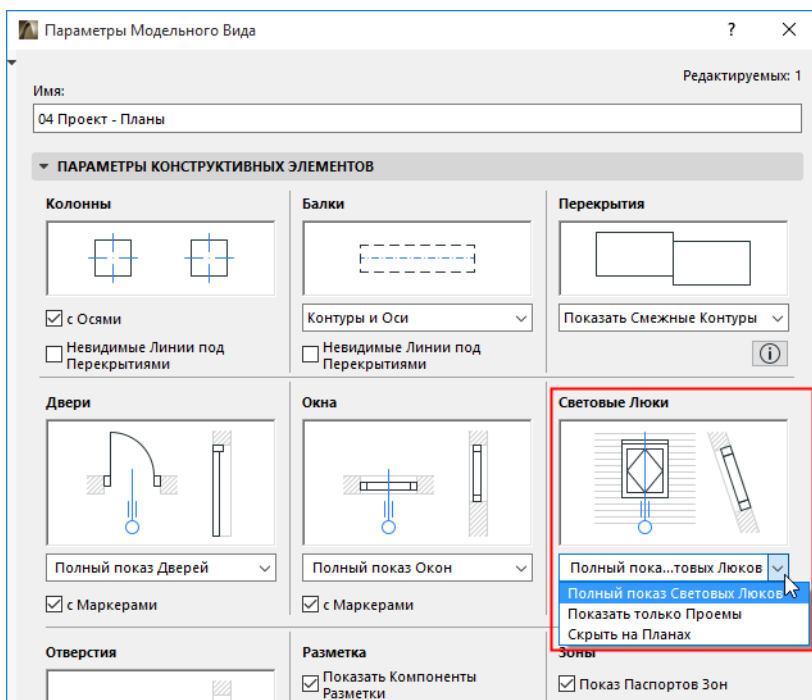 Параметры Модельного Вида
?
Редактируемых: 1
Имя:
04 Проект - Планы
ПАРАМЕТРЫ КОНСТРУКТИВНЫХ ЭЛЕМЕНТОВ
Колонны
с Осями
Невидимые Линии под
Перекрытиями
Балки
Контуры и Оси
Невидимые Линии под
Перекрытиями
Перекрытия
Показать Смежные Контуры
Двери
Полный показ Дверей
с Маркерами
Окна
Полный показ Окон
с Маркерами
Световые Люки
Полный пока...товых Люков
Полный показ Световых Люков
Показать только Проемы
Скрыть на Планах
Отверстия
Разметка
Показать Компоненты
Разметки
Зоны
Показ Паспортов Зон